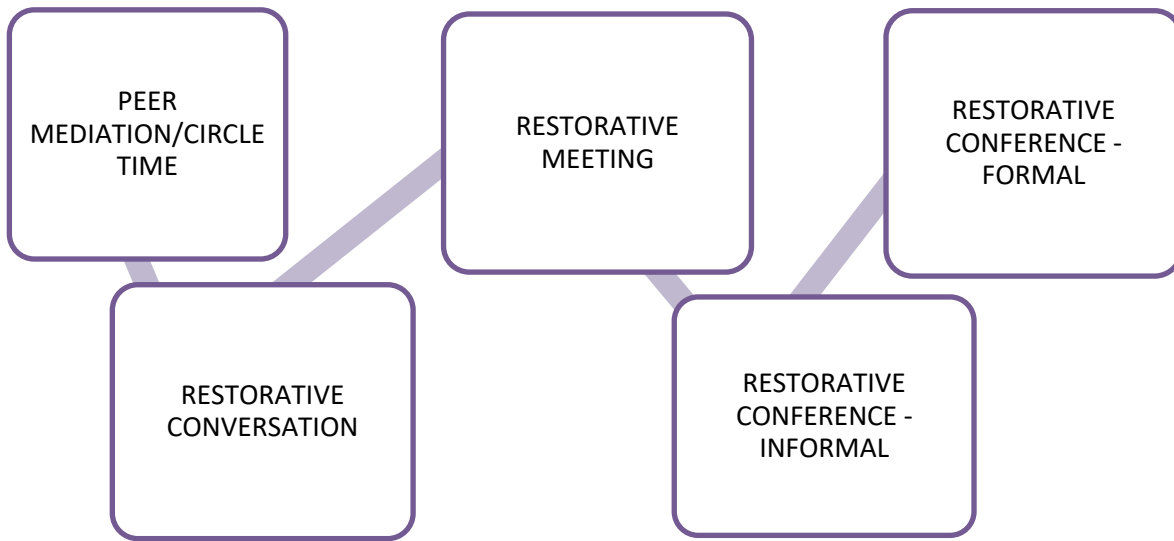 PEER
MEDIATION/CIRCLE
TIME
RESTORATIVE
CONVERSATION
RESTORATIVE
MEETING
RESTORATIVE
CONFERENCE -
INFORMAL
RESTORATIVE
CONFERENCE -
FORMAL